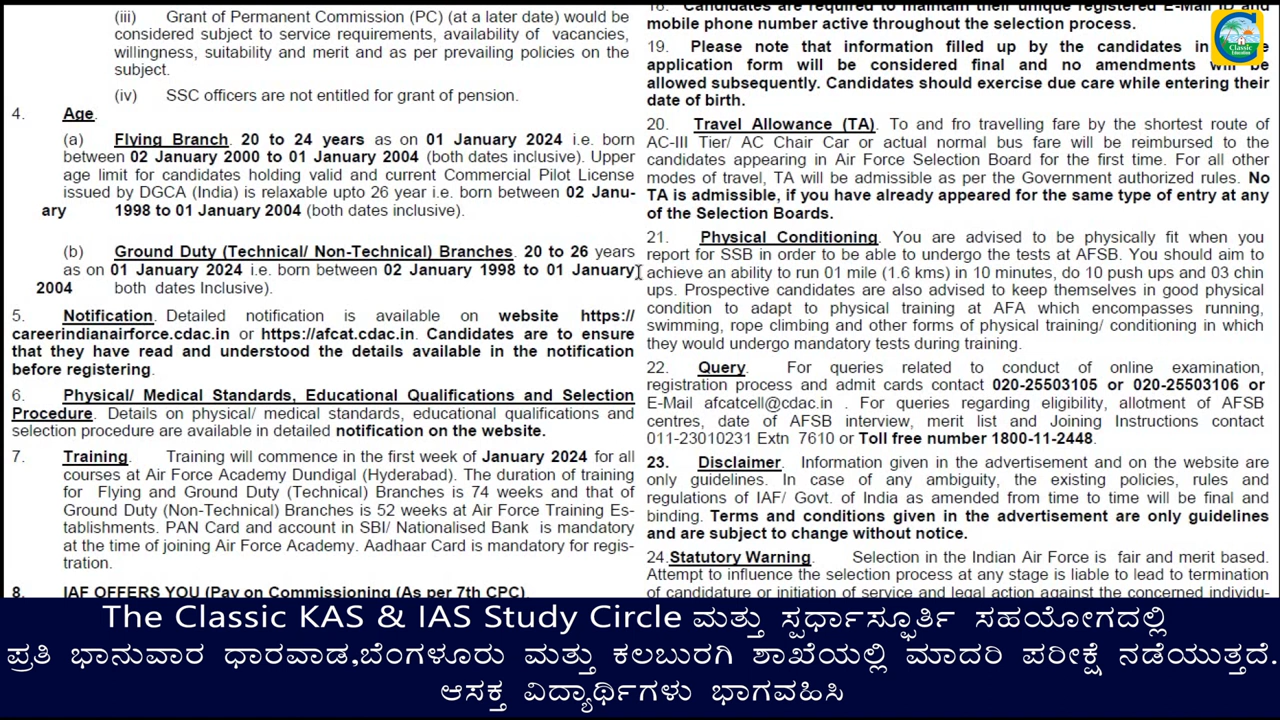 (iii) Grant of Permanent Commission (PC) (at a later date) would be
considered subject to service requirements, availability of vacancies,
willingness, suitability and merit and as per prevailing policies on the
subject.
(iv) SSC officers are not entitled for grant of pension.
4. Age.
(a) Flying Branch. 20 to 24 years as on 01 January 2024 i.e. born
between 02 January 2000 to 01 January 2004 (both dates inclusive). Upper
age limit for candidates holding valid and current Commercial Pilot License
issued by DGCA (India) is relaxable upto 26 year i.e. born between 02 Janu-
ary 1998 to 01 January 2004 (both dates inclusive).
(b) Ground Duty (Technical/ Non-Technical) Branches. 20 to 26 years
as on 01 January 2024 i.e. born between 02 January 1998 to 01 January
2004 both dates Inclusive).
5. Notification. Detailed notification is available on website https://
careerindianairforce.cdac.in or https://afcat.cdac.in. Candidates are to ensure
that they have read and understood the details available in the notification
before registering.
6. Physical/ Medical Standards, Educational Qualifications and Selection
Procedure. Details on physical/ medical standards, educational qualifications and
selection procedure are available in detailed notification on the website.
7. Training. Training will commence in the first week of January 2024 for all
courses at Air Force Academy Dundigal (Hyderabad). The duration of training
for Flying and Ground Duty (Technical) Branches is 74 weeks and that of
Ground Duty (Non-Technical) Branches is 52 weeks at Air Force Training Es-
tablishments. PAN Card and account in SBI/ Nationalised Bank is mandatory
at the time of joining Air Force Academy. Aadhaar Card is mandatory for regis-
tration.
8. IAF OFFERS YOU (Pay on Commissioning (As per 7th CPC)
18. Candidates are required to maintain their unique registered E-Mail ID and
mobile phone number active throughout the selection process.
19. Please note that information filled up by the candidates in the
application form will be considered final and no amendments will be
allowed subsequently. Candidates should exercise due care while entering their
date of birth.
20. Travel Allowance (TA). To and fro travelling fare by the shortest route of
AC-III Tier/ AC Chair Car or actual normal bus fare will be reimbursed to the
candidates appearing in Air Force Selection Board for the first time. For all other
modes of travel, TA will be admissible as per the Government authorized rules. No
TA is admissible, if you have already appeared for the same type of entry at any
of the Selection Boards.
21. Physical Conditioning. You are advised to be physically fit when you
report for SSB in order to be able to undergo the tests at AFSB. You should aim to
achieve an ability to run 01 mile (1.6 kms) in 10 minutes, do 10 push ups and 03 chin
ups. Prospective candidates are also advised to keep themselves in good physical
condition to adapt to physical training at AFA which encompasses running,
swimming, rope climbing and other forms of physical training/ conditioning in which
they would undergo mandatory tests during training.
22. Query. For queries related to conduct of online examination,
registration process and admit cards contact 020-25503105 or 020-25503106 or
E-Mail afcatcell@cdac.in . For queries regarding eligibility, allotment of AFSB
centres, date of AFSB interview, merit list and Joining Instructions contact
011-23010231 Extn 7610 or Toll free number 1800-11-2448.
23. Disclaimer. Information given in the advertisement and on the website are
only guidelines. In case of any ambiguity, the existing policies, rules and
regulations of IAF/ Govt. of India as amended from time to time will be final and
binding. Terms and conditions given in the advertisement are only guidelines
and are subject to change without notice.
24. Statutory Warning. Selection in the Indian Air Force is fair and merit based.
Attempt to influence the selection process at any stage is liable to lead to termination
of candidature or initiation of service and legal action against the concerned individu-
Classic
Education
The Classic KAS & IAS Study Circle ಮತ್ತು ಸ್ಪರ್ಧಾಸ್ಫೂರ್ತಿ ಸಹಯೋಗದಲ್ಲಿ
ಪ್ರತಿ ಭಾನುವಾರ ಧಾರವಾಡ,ಬೆಂಗಳೂರು ಮತ್ತು ಕಲಬುರಗಿ ಶಾಖೆಯಲ್ಲಿ ಮಾದರಿ ಪರೀಕ್ಷೆ ನಡೆಯುತ್ತದೆ.
ಆಸಕ್ತ ವಿದ್ಯಾರ್ಥಿಗಳು ಭಾಗವಹಿಸಿ